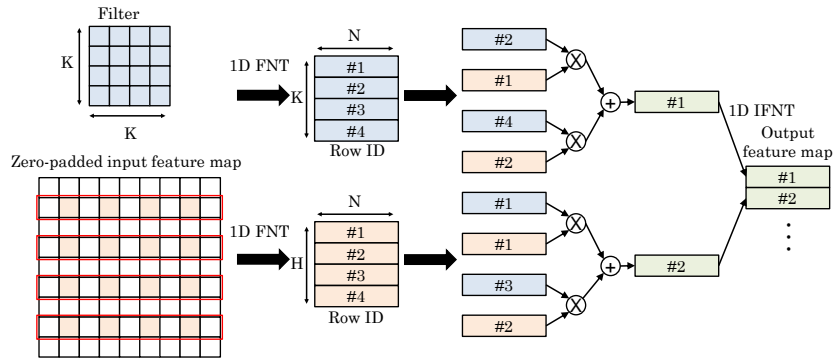 Filter
K
K
1D FNT
N
K
#1
#2
#3
#4
Row ID
Zero-padded input feature map
1D FNT
N
H
#1
#2
#3
#4
Row ID
#2
#1
#4
#2
#1
#1
#3
#2
X
X
+
X
X
+
#1
#2
1D IFNT
Output
feature map
#1
#2